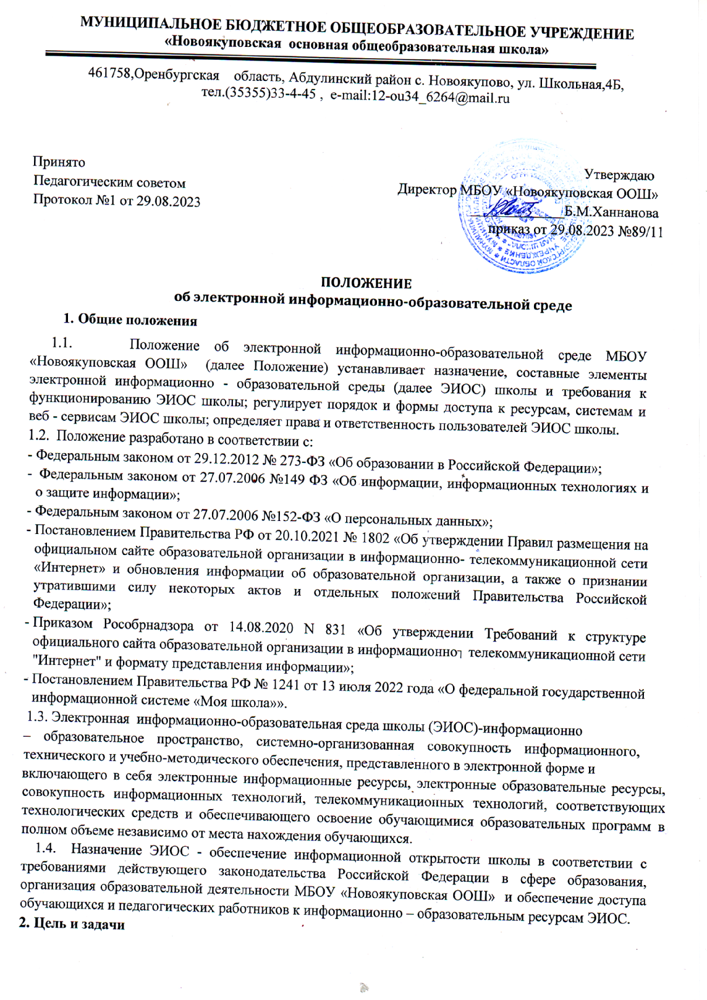 МУНИЦИПАЛЬНОЕ БЮДЖЕТНОЕ ОБЩЕОБРАЗОВАТЕЛЬНОЕ УЧРЕЖДЕНИЕ
«Новоякуповская основная общеобразовательная школа»
461758,Оренбургская область, Абдулинский район с. Новоякупово, ул. Школьная,4Б,
тел.(35355)33-4-45 , e-mail:12-ou34_6264@mail.ru
Принято
Педагогическим советом
Протокол №1 от 29.08.2023
Утверждаю
Директор МБОУ «Новоякуповская ООШ»
Б.М.Ханнанова
приказ от 29.08.2023 №89/11
ПОЛОЖЕНИЕ
об электронной информационно-образовательной среде
1. Общие положения
1.1. Положение об электронной информационно-образовательной среде МБОУ
«Новоякуповская ООШ» (далее Положение) устанавливает назначение, составные элементы
электронной информационно - образовательной среды (далее ЭИОС) школы и требования к
функционированию ЭИОС школы; регулирует порядок и формы доступа к ресурсам, системам и
веб - сервисам ЭИОС школы; определяет права и ответственность пользователей ЭИОС школы.
1.2. Положение разработано в соответствии с:
- Федеральным законом от 29.12.2012 № 273-ФЗ «Об образовании в Российской Федерации»;
- Федеральным законом от 27.07.2006 №149 ФЗ «Об информации, информационных технологиях и
о защите информации»;
- Федеральным законом от 27.07.2006 №152-ФЗ «О персональных данных»;
- Постановлением Правительства РФ от 20.10.2021 № 1802 «Об утверждении Правил размещения на
официальном сайте образовательной организации в информационно- телекоммуникационной сети
«Интернет» и обновления информации об образовательной организации, а также о признании
утратившими силу некоторых актов и отдельных положений Правительства Российской
Федерации»;
- Приказом Рособрнадзора от 14.08.2020 N 831 «Об утверждении Требований к структуре
официального сайта образовательной организации в информационно- телекоммуникационной сети
"Интернет" и формату представления информации»;
- Постановлением Правительства РФ № 1241 от 13 июля 2022 года «О федеральной государственной
информационной системе «Моя школа»».
1.3. Электронная информационно-образовательная среда школы (ЭИОС)-информационно
– образовательное пространство, системно-организованная совокупность информационного,
технического и учебно-методического обеспечения, представленного в электронной форме и
включающего в себя электронные информационные ресурсы, электронные образовательные ресурсы,
совокупность информационных технологий, телекоммуникационных технологий, соответствующих
технологических средств и обеспечивающего освоение обучающимися образовательных программ в
полном объеме независимо от места нахождения обучающихся.
1.4. Назначение ЭИОС - обеспечение информационной открытости школы в соответствии с
требованиями действующего законодательства Российской Федерации в сфере образования,
организация образовательной деятельности МБОУ «Новоякуповская ООШ» и обеспечение доступа
обучающихся и педагогических работников к информационно – образовательным ресурсам ЭИОС.
2. Цель и задачи